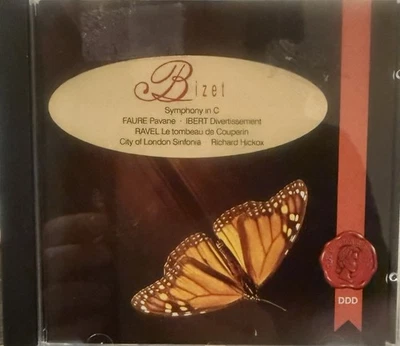 Bizet
Symphony in C
FAURE Pavane · IBERT Divertissement
RAVEL Le tombeau de Couperin
City of London Sinfonia Richard Hickox
DDD